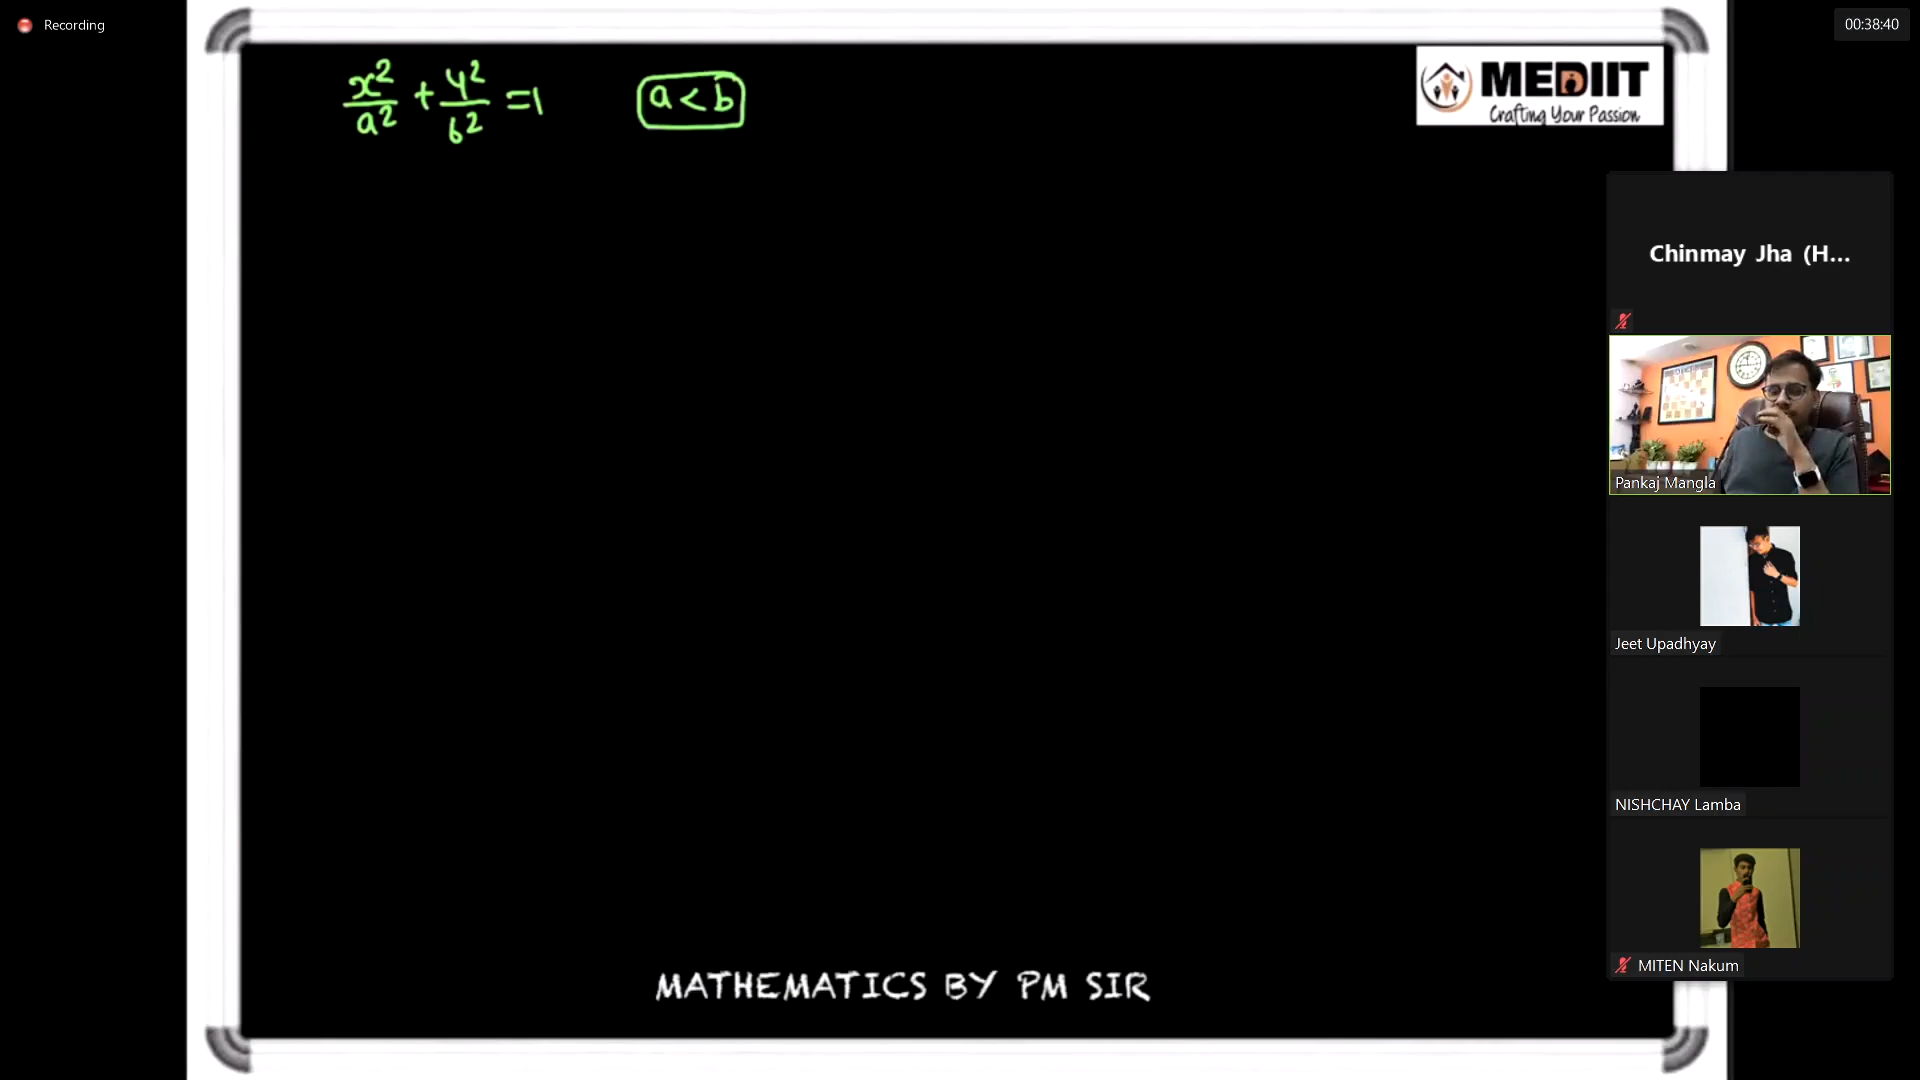 Recording
00:38:40
x²/a² + y²/b² = 1
a < b
MEDIIT
Crafting Your Passion
Chinmay Jha (H...
Pankaj Mangla
Jeet Upadhyay
NISHCHAY Lamba
MITEN Nakum
MATHEMATICS BY PM SIR